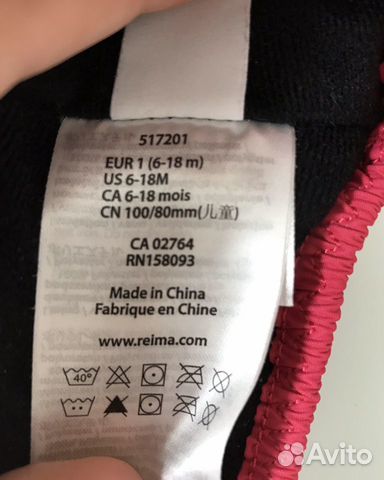 517201
EUR 1 (6-18 m)
US 6-18M
CA 6-18 mois
CN 100/80mm(儿童)
CA 02764
RN158093
Made in China
Fabrique en Chine
www.reima.com
40°
Avito